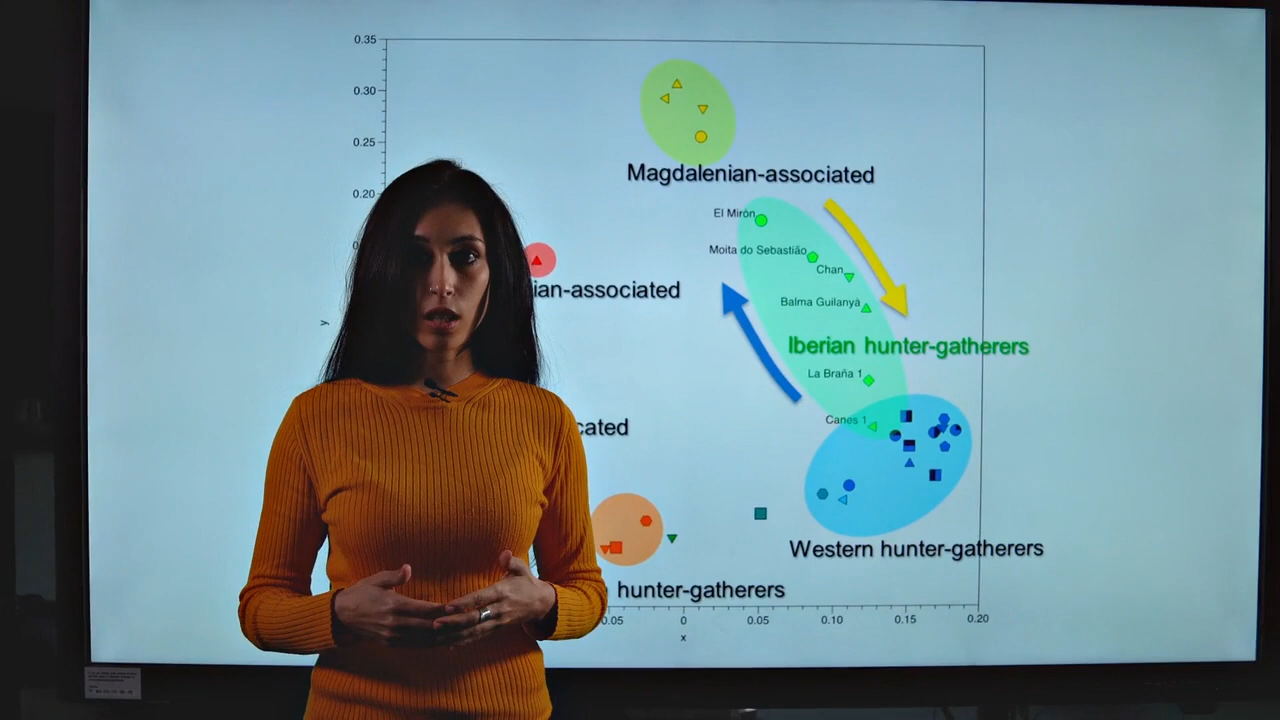 0.35
0.30
0.25
Magdalenian-associated
0.20
El Mirón
Moita do Sebastião
Chan
ian-associated
Balma Guilanyà
y
Iberian hunter-gatherers
La Braña 1
Canes 1
cated
Western hunter-gatherers
hunter-gatherers
0.05
0
0.05
0.10
0.15
0.20
x